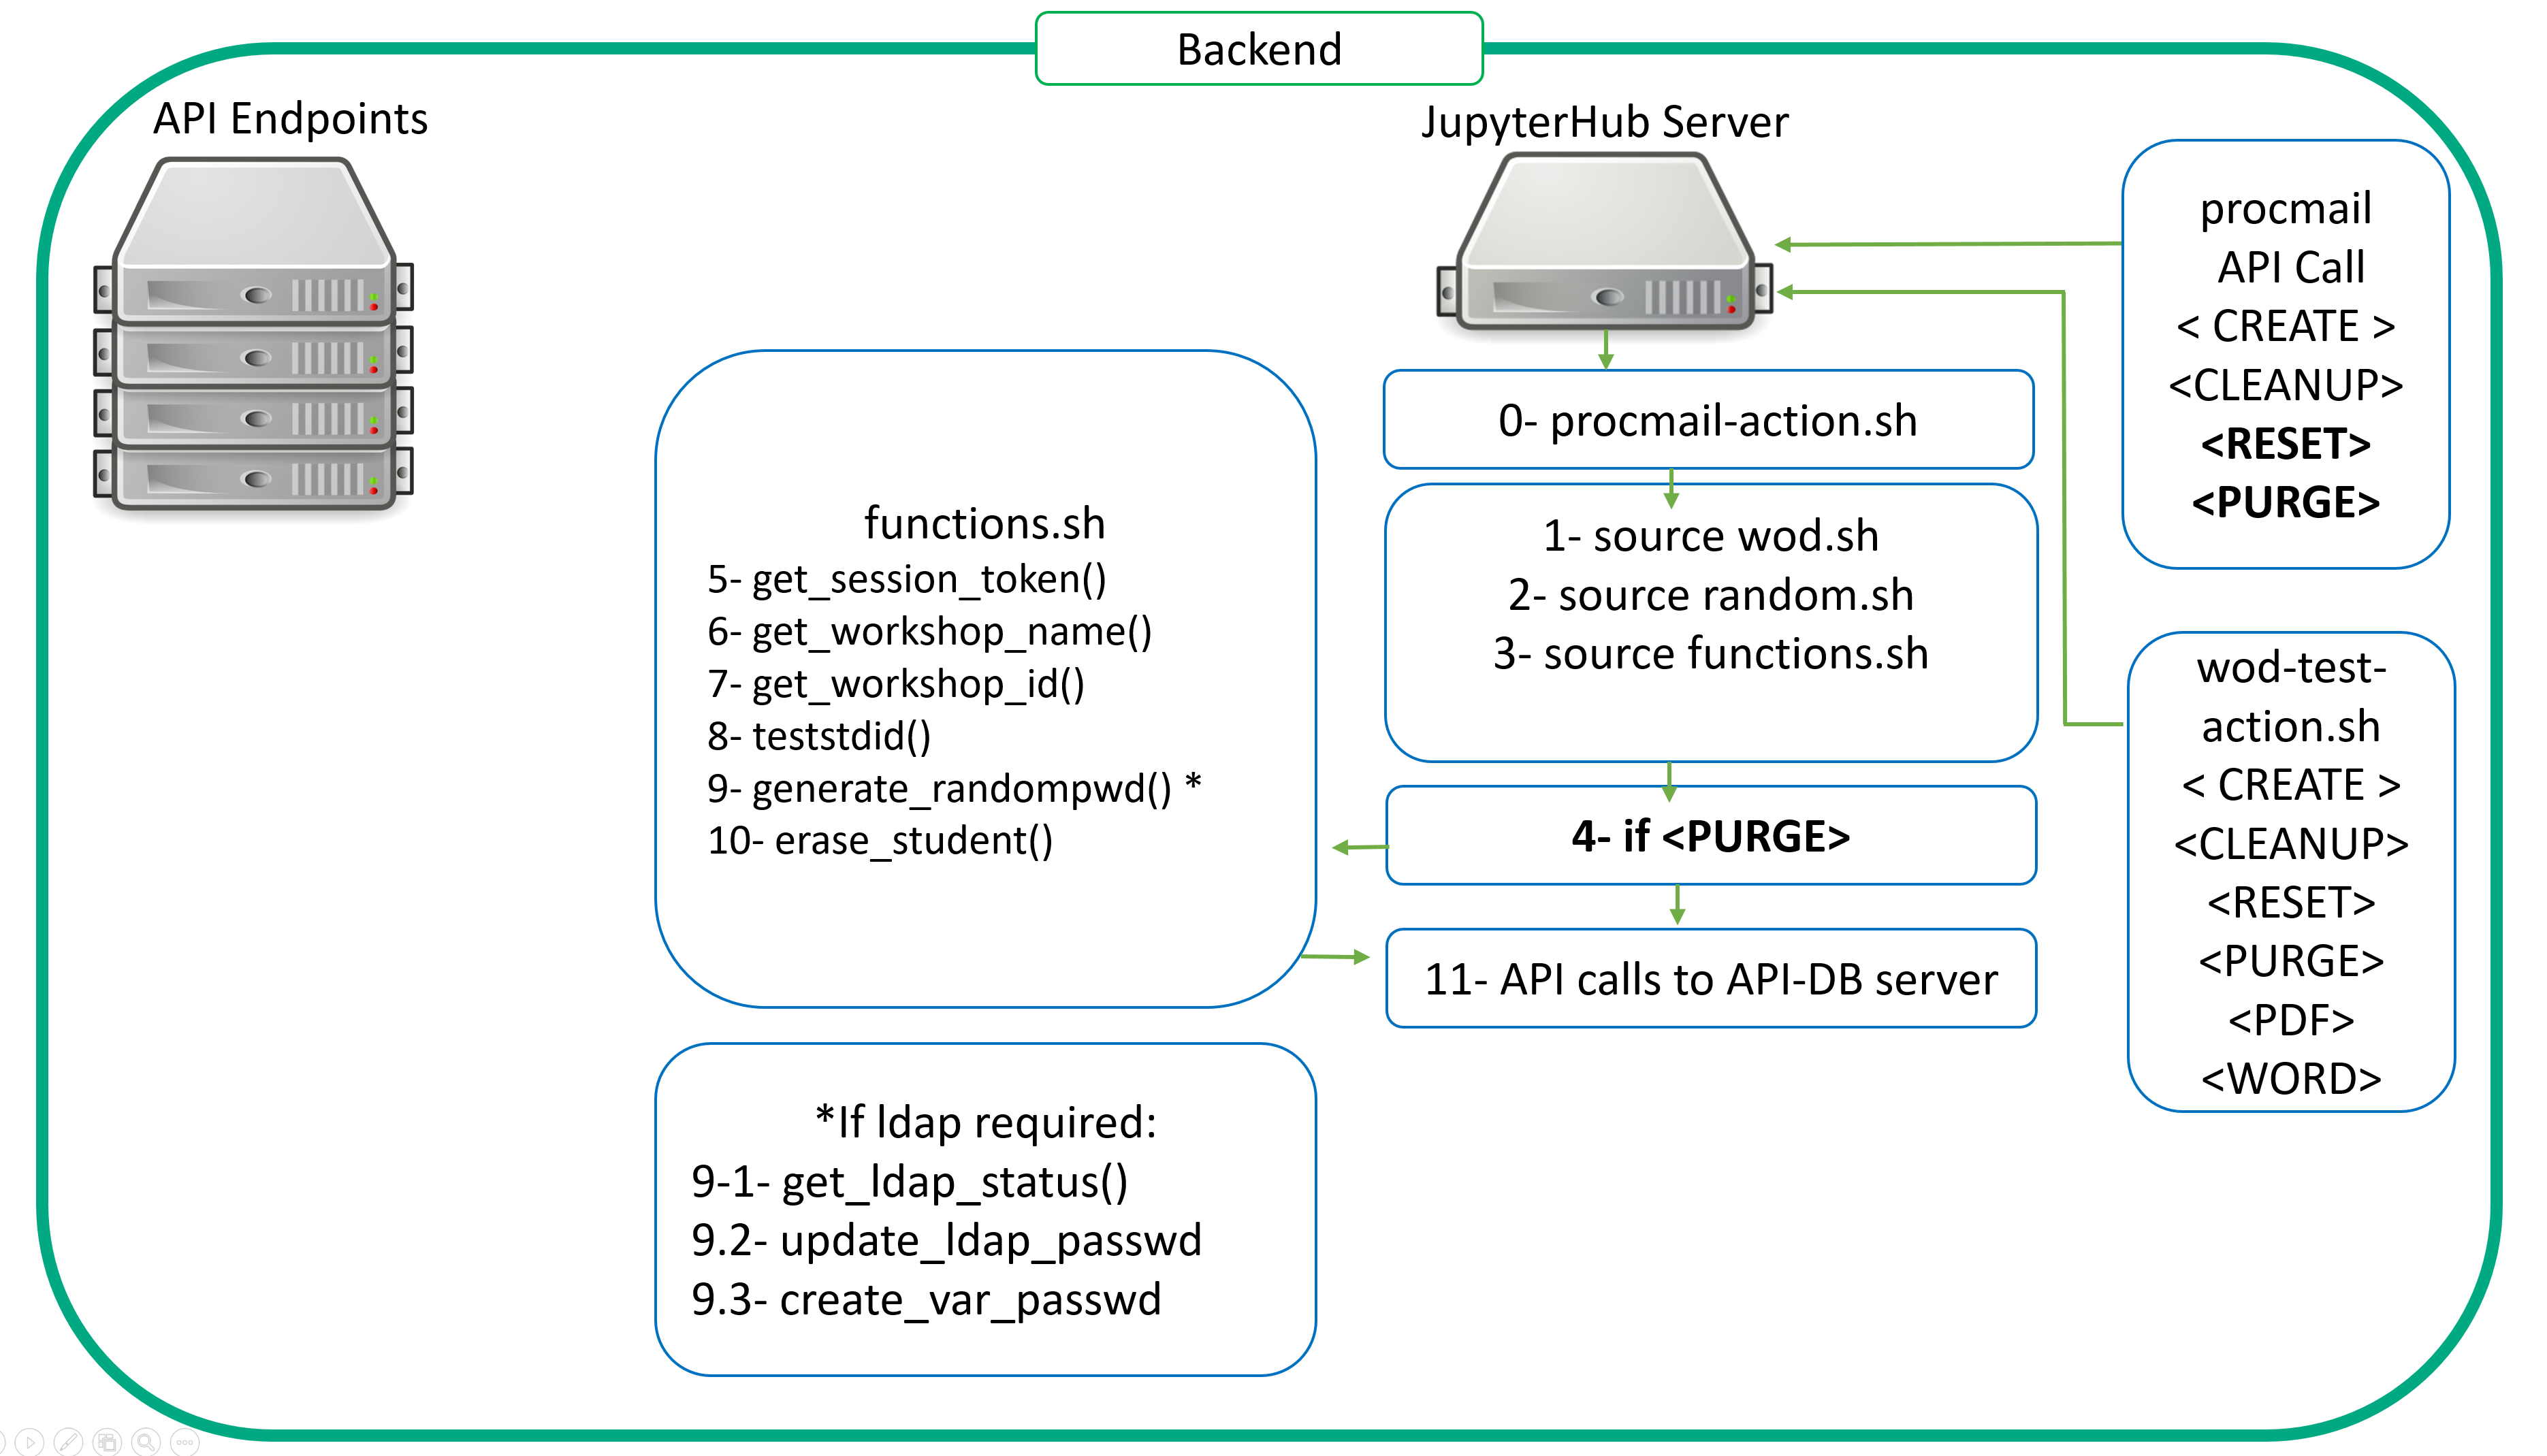 Backend
API Endpoints
JupyterHub Server
procmail
API Call
< CREATE >
<CLEANUP>
<RESET>
<PURGE>
0- procmail-action.sh
1- source wod.sh
2- source random.sh
3- source functions.sh
functions.sh
5- get_session_token()
6- get_workshop_name()
7- get_workshop_id()
8- teststdid()
9- generate_randompwd() *
10- erase_student()
4- if <PURGE>
11- API calls to API-DB server
wod-test-
action.sh
< CREATE >
<CLEANUP>
<RESET>
<PURGE>
<PDF>
<WORD>
*If ldap required:
9-1- get_ldap_status()
9.2- update_ldap_passwd
9.3- create_var_passwd